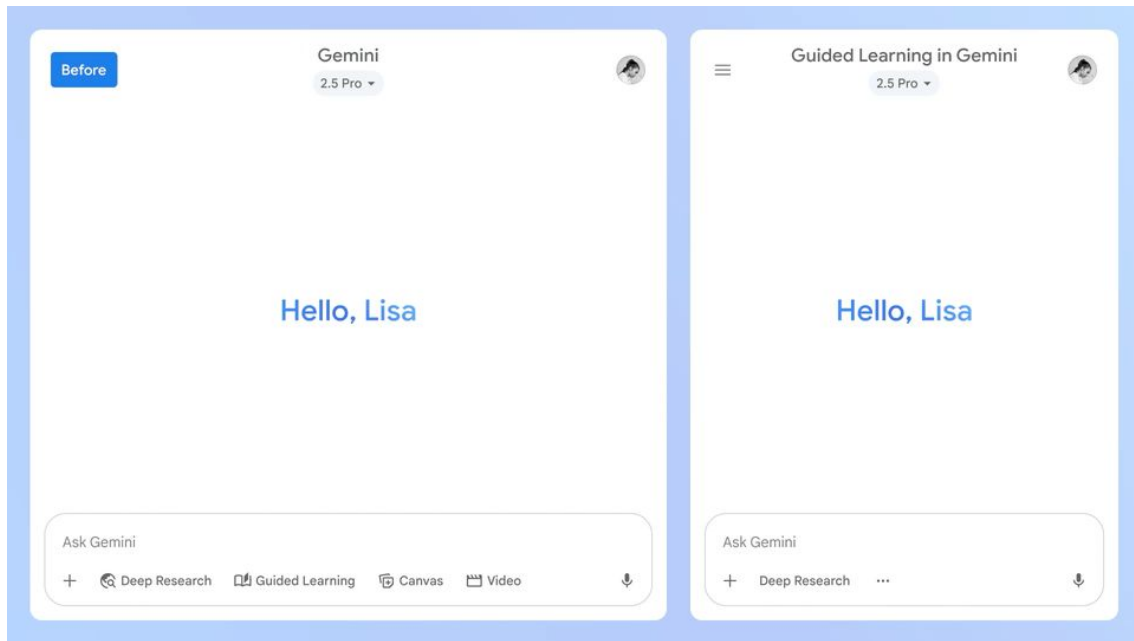 Before
Gemini
2.5 Pro
Hello, Lisa
Ask Gemini
Deep Research Guided Learning Canvas Video
Guided Learning in Gemini
2.5 Pro
Hello, Lisa
Ask Gemini
Deep Research ...